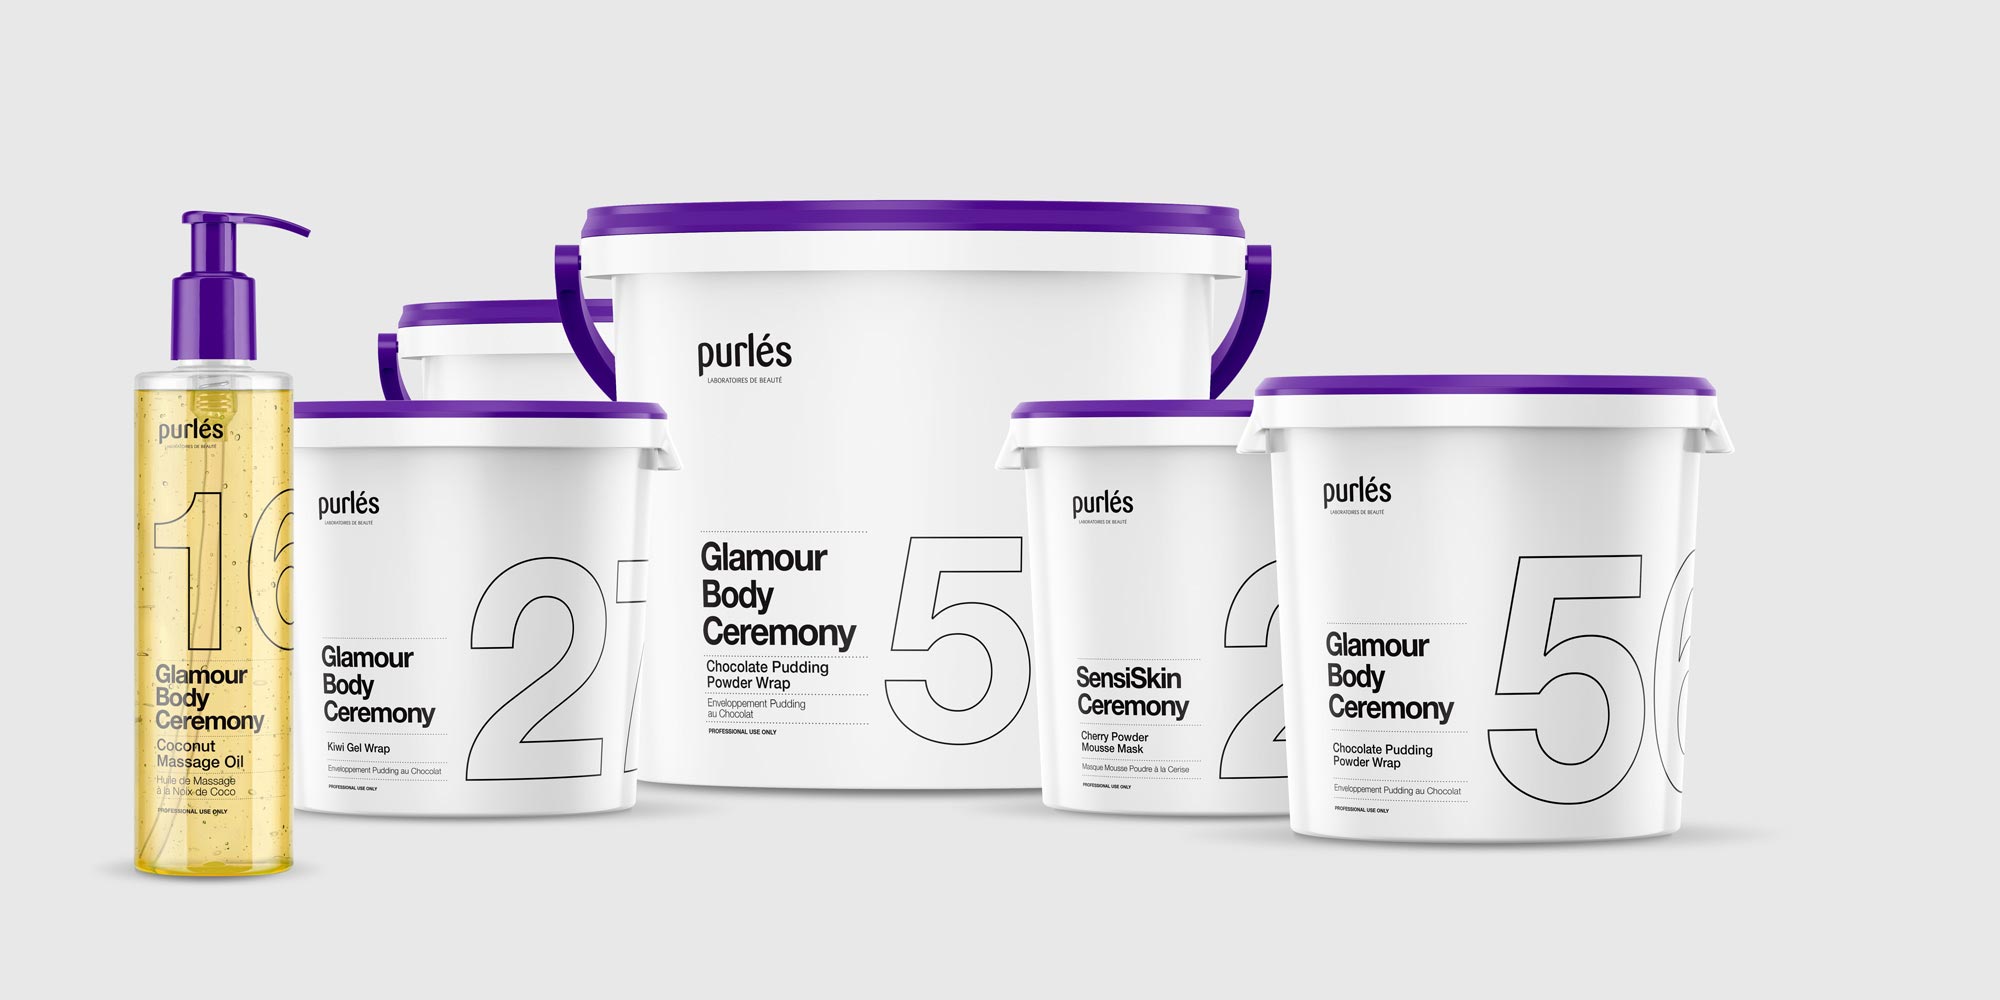 purlés
LABORATOIRES DE BEAUTÉ
16
Glamour
Body
Ceremony
Coconut
Massage Oil
Huile de Massage
à la Noix de Coco
PROFESSIONAL USE ONLY
purlés
LABORATOIRES DE BEAUTÉ
27
Glamour
Body
Ceremony
Kiwi Gel Wrap
Enveloppement Pudding au Chocolat
PROFESSIONAL USE ONLY
purlés
LABORATOIRES DE BEAUTÉ
5
Glamour
Body
Ceremony
Chocolate Pudding
Powder Wrap
Enveloppement Pudding
au Chocolat
PROFESSIONAL USE ONLY
purlés
LABORATOIRES DE BEAUTÉ
2
SensiSkin
Ceremony
Cherry Powder
Mousse Mask
Masque Mousse Poudre à la Cerise
PROFESSIONAL USE ONLY
purlés
LABORATOIRES DE BEAUTÉ
56
Glamour
Body
Ceremony
Chocolate Pudding
Powder Wrap
Enveloppement Pudding au Chocolat
PROFESSIONAL USE ONLY